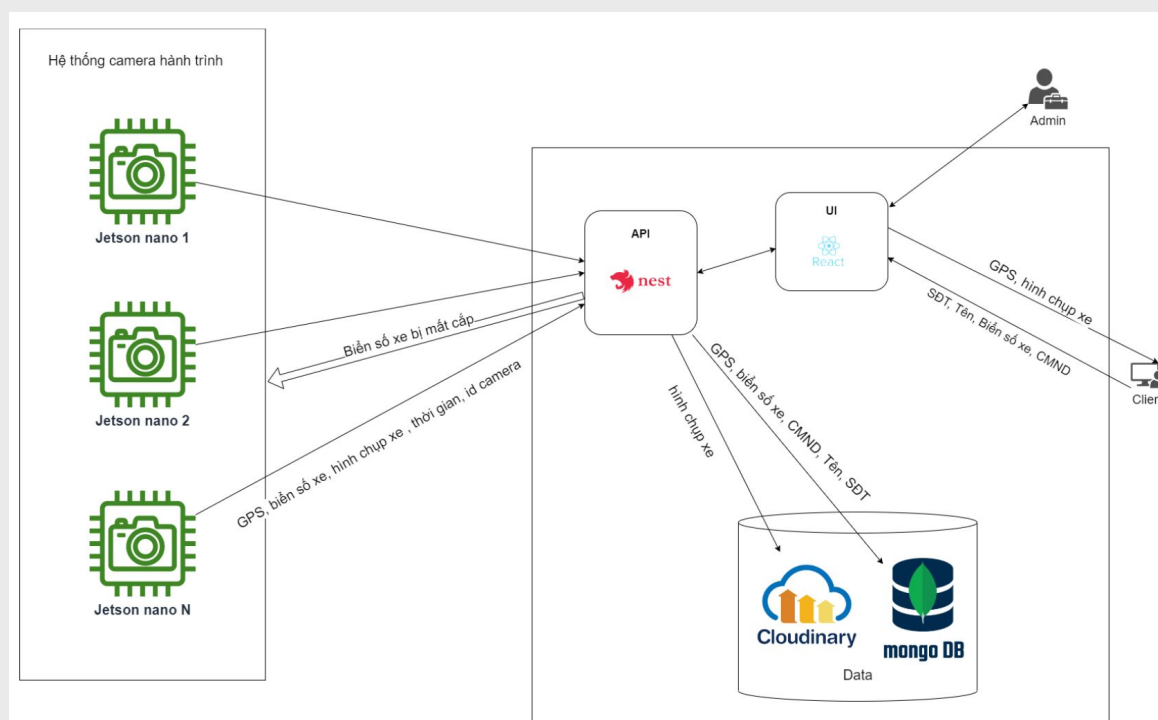 Hệ thống camera hành trình
Jetson nano 1
Jetson nano 2
Jetson nano N
Biển số xe bị mất cắp
GPS, biển số xe, hình chụp xe , thời gian, id camera
API
nest
UI
React
Admin
GPS, hình chụp xe
SĐT, Tên, Biển số xe, CMND
Clien
hình chụp xe
GPS, biển số xe, CMND, Tên, SĐT
Cloudinary
mongo DB
Data